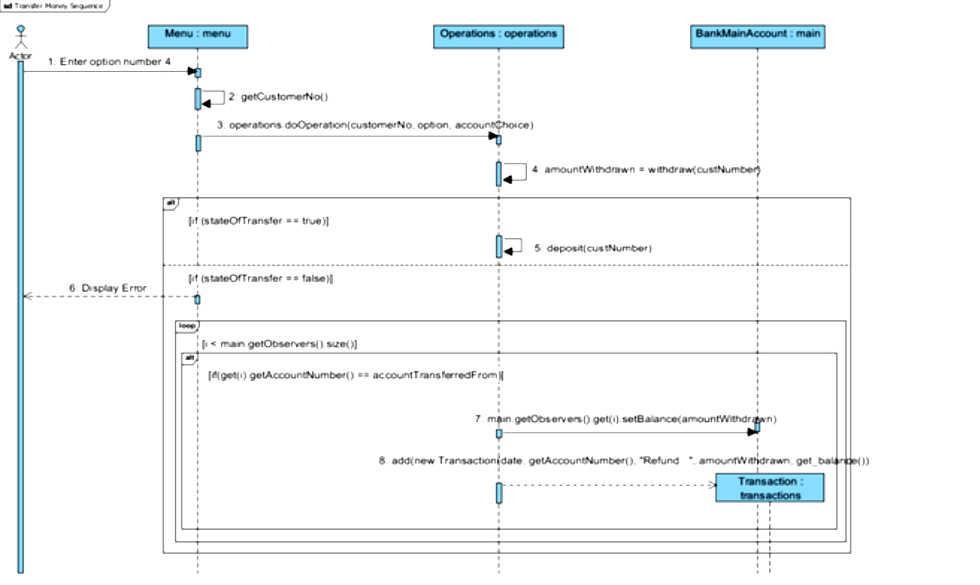 sd Transfer Money Sequence
Actor
Menu : menu
Operations : operations
BankMainAccount : main
1: Enter option number 4
2: getCustomerNo()
3: operations.doOperation(customerNo, option, accountChoice)
4: amountWithdrawn = withdraw(custNumber)
alt
[if (stateOfTransfer == true)]
5: deposit(custNumber)
[if (stateOfTransfer == false)]
6: Display Error
loop
[i < main.getObservers().size()]
alt
[if(get(i).getAccountNumber() == accountTransferredFrom)]
7: main.getObservers().get(i).setBalance(amountWithdrawn)
8: add(new Transaction(date, getAccountNumber(), "Refund   ", amountWithdrawn, get_balance()))
Transaction :
transactions